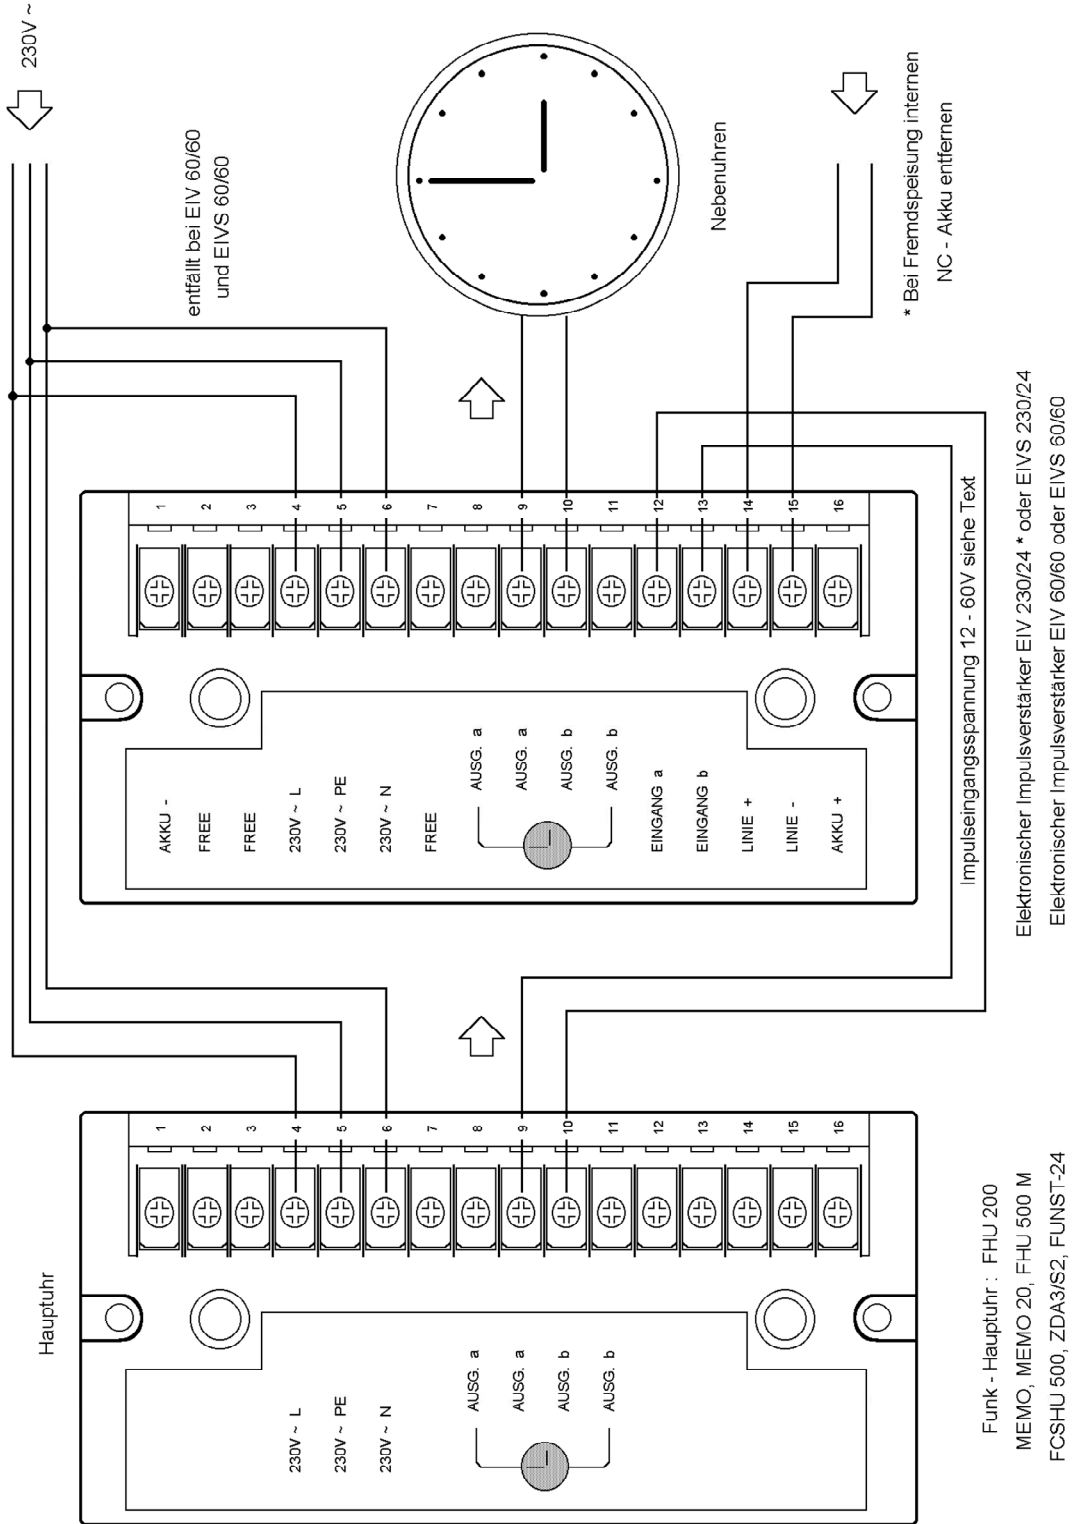 230V ~
entfällt bei EIV 60/60
und EIVS 60/60
Nebenuhren
* Bei Fremdspeisung internen
NC - Akku entfernen
Hauptuhr
230V ~ L
230V ~ PE
230V ~ N
AUSG. a
AUSG. a
AUSG. b
AUSG. b
1
2
3
4
5
6
7
8
9
10
11
12
13
14
15
16
Funk - Hauptuhr : FHU 200
MEMO, MEMO 20, FHU 500 M
FCSHU 500, ZDA3/S2, FUNST-24
AKKU -
FREE
FREE
230V ~ L
230V ~ PE
230V ~ N
FREE
AUSG. a
AUSG. a
AUSG. b
AUSG. b
EINGANG a
EINGANG b
LINIE +
LINIE -
AKKU +
1
2
3
4
5
6
7
8
9
10
11
12
13
14
15
16
Impulseingangsspannung 12 - 60V siehe Text
Elektronischer Impulsverstärker EIV 230/24 * oder EIVS 230/24
Elektronischer Impulsverstärker EIV 60/60 oder EIVS 60/60